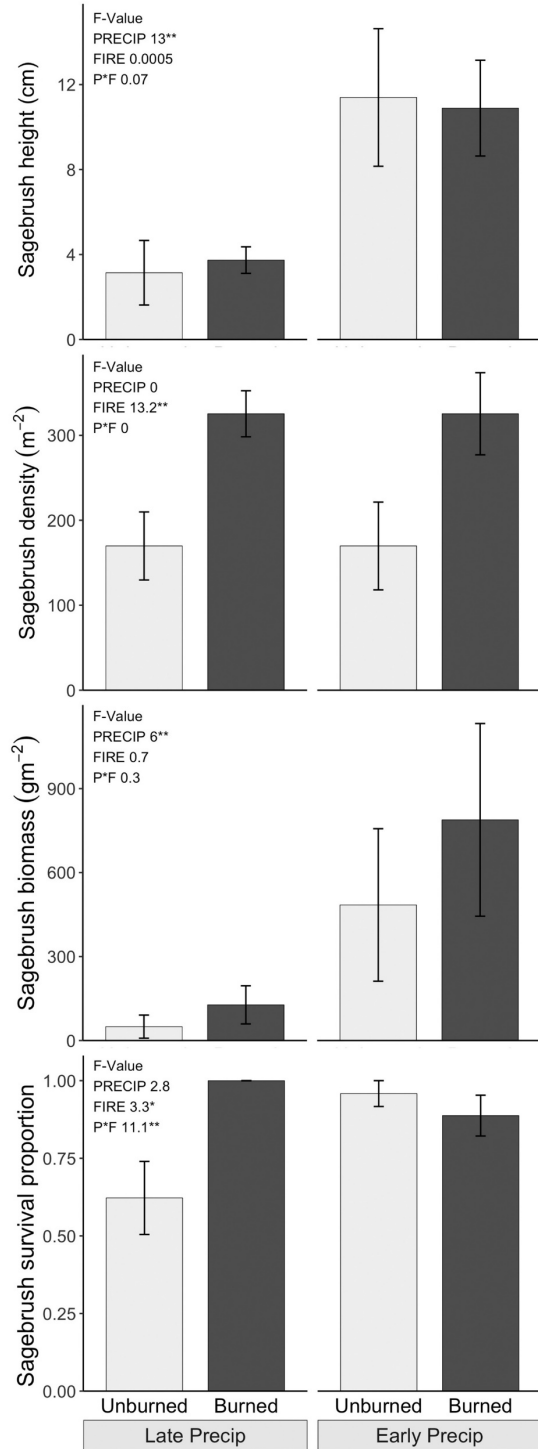 F-Value
PRECIP 13**
FIRE 0.0005
P*F 0.07
Sagebrush height (cm)
12
8
4
0
F-Value
PRECIP 0
FIRE 13.2**
P*F 0
Sagebrush density (m⁻²)
300
200
100
0
F-Value
PRECIP 6**
FIRE 0.7
P*F 0.3
Sagebrush biomass (gm⁻²)
900
600
300
0
F-Value
PRECIP 2.8
FIRE 3.3*
P*F 11.1**
Sagebrush survival proportion
1.00
0.75
0.50
0.25
0.00
Unburned Burned Unburned Burned
Late Precip Early Precip